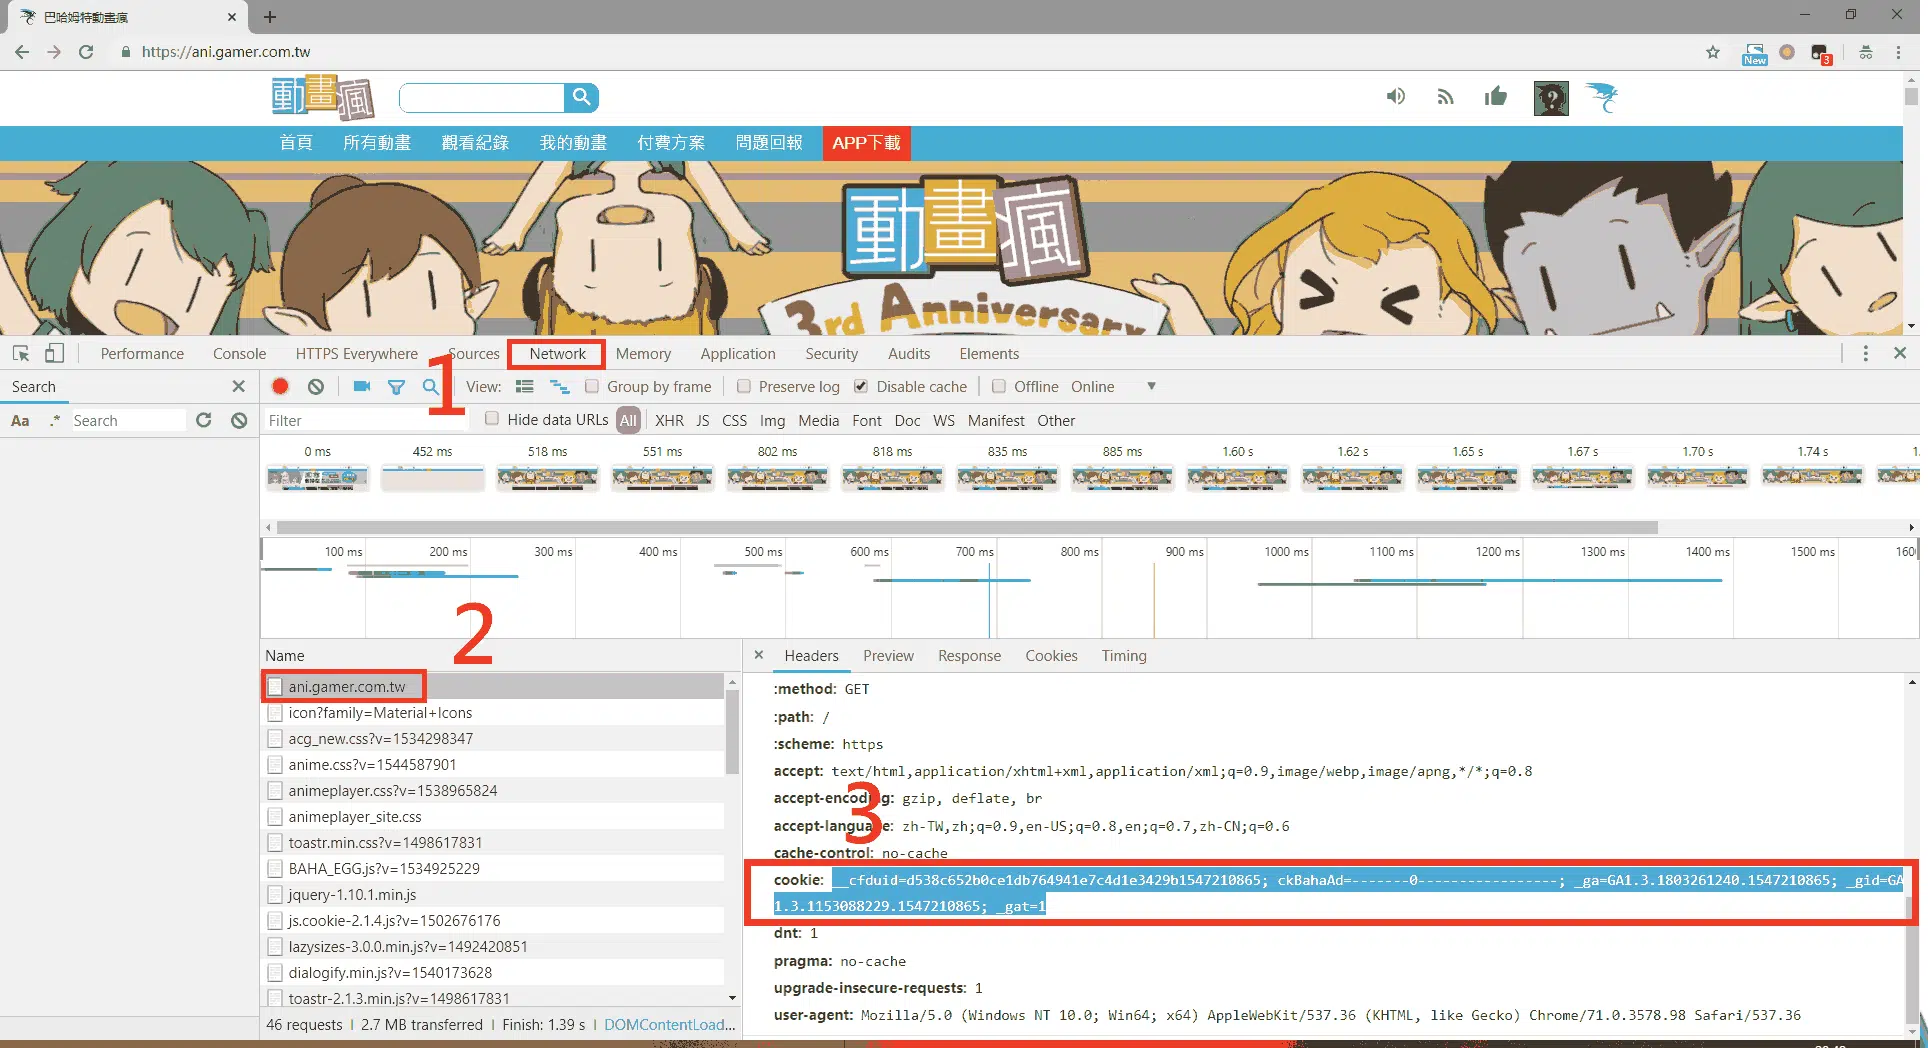 巴哈姆特動畫瘋
https://ani.gamer.com.tw
New
3
動畫瘋
首頁 所有動畫 觀看紀錄 我的動畫 付費方案 問題回報 APP下載
動畫瘋
3rd Anniversary
Performance Console HTTPS Everywhere Sources Network Memory Application Security Audits Elements
1
Search
View: Group by frame Preserve log Disable cache Offline Online
Aa .* Search
Filter Hide data URLs All XHR JS CSS Img Media Font Doc WS Manifest Other
0 ms 452 ms 518 ms 551 ms 802 ms 818 ms 835 ms 885 ms 1.60 s 1.62 s 1.65 s 1.67 s 1.70 s 1.74 s 1.
100 ms 200 ms 300 ms 400 ms 500 ms 600 ms 700 ms 800 ms 900 ms 1000 ms 1100 ms 1200 ms 1300 ms 1400 ms 1500 ms 160
2
Name
ani.gamer.com.tw
icon?family=Material+Icons
acg_new.css?v=1534298347
anime.css?v=1544587901
animeplayer.css?v=1538965824
animeplayer_site.css
toastr.min.css?v=1498617831
BAHA_EGG.js?v=1534925229
jquery-1.10.1.min.js
js.cookie-2.1.4.js?v=1502676176
lazysizes-3.0.0.min.js?v=1492420851
dialogify.min.js?v=1540173628
toastr-2.1.3.min.js?v=1498617831
46 requests | 2.7 MB transferred | Finish: 1.39 s | DOMContentLoad...
Headers Preview Response Cookies Timing
:method: GET
:path: /
:scheme: https
accept: text/html,application/xhtml+xml,application/xml;q=0.9,image/webp,image/apng,*/*;q=0.8
accept-encoding: gzip, deflate, br
3
accept-language: zh-TW,zh;q=0.9,en-US;q=0.8,en;q=0.7,zh-CN;q=0.6
cache-control: no-cache
cookie: __cfduid=d538c652b0ce1db764941e7c4d1e3429b1547210865; ckBahaAd=-------0-----------------; _ga=GA1.3.1803261240.1547210865; _gid=GA
1.3.1153088229.1547210865; _gat=1
dnt: 1
pragma: no-cache
upgrade-insecure-requests: 1
user-agent: Mozilla/5.0 (Windows NT 10.0; Win64; x64) AppleWebKit/537.36 (KHTML, like Gecko) Chrome/71.0.3578.98 Safari/537.36